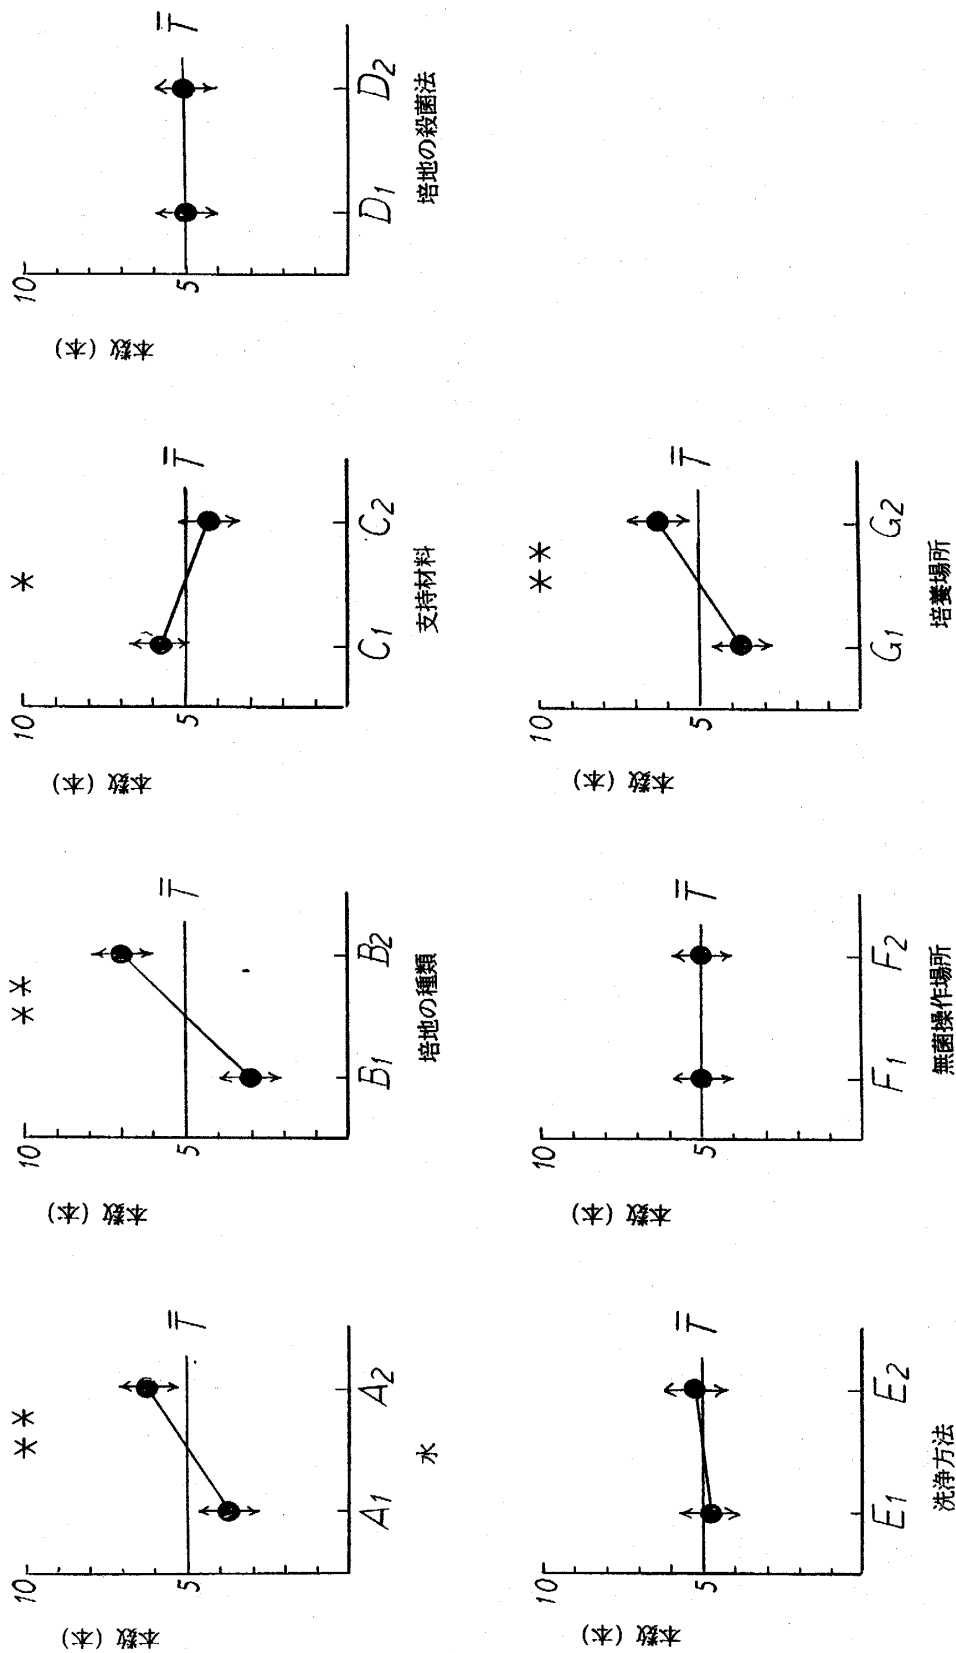 本数 (本)
10
5
* *
T̿
A1
A2
水
本数 (本)
10
5
* *
T̿
B1
B2
培地の種類
本数 (本)
10
5
*
T̿
C1
C2
支持材料
本数 (本)
10
5
T̿
D1
D2
培地の殺菌法
本数 (本)
10
5
T̿
E1
E2
洗浄方法
本数 (本)
10
5
T̿
F1
F2
無菌操作場所
本数 (本)
10
5
* *
T̿
G1
G2
培養場所